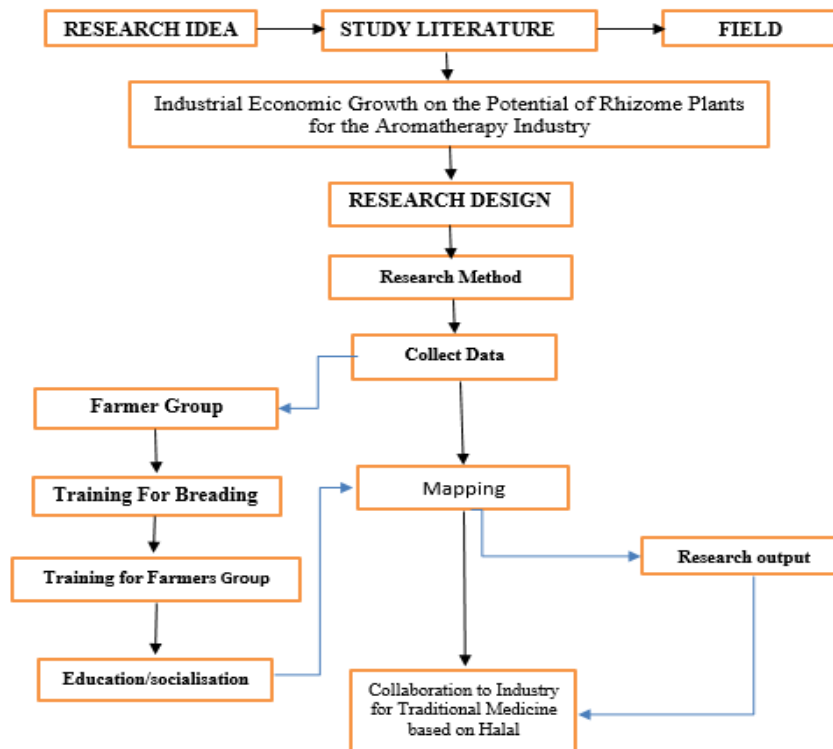 RESEARCH IDEA
STUDY LITERATURE
FIELD
Industrial Economic Growth on the Potential of Rhizome Plants
for the Aromatherapy Industry
RESEARCH DESIGN
Research Method
Collect Data
Farmer Group
Training For Breading
Mapping
Research output
Training for Farmers Group
Education/socialisation
Collaboration to Industry
for Traditional Medicine
based on Halal